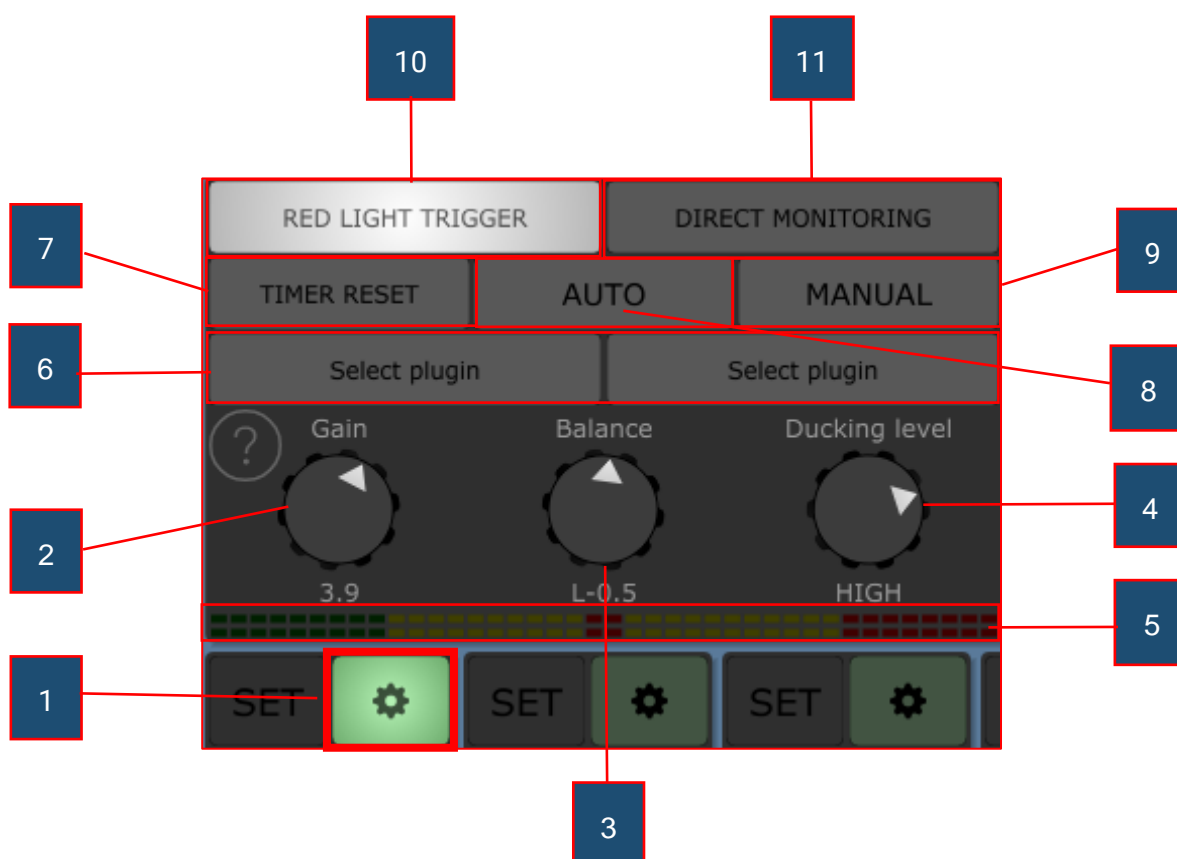 10 11
RED LIGHT TRIGGER DIRECT MONITORING
7 9
TIMER RESET AUTO MANUAL
6 Select plugin Select plugin 8
? Gain Balance Ducking level
2 4
3.9 L-0.5 HIGH
5
1 SET SET SET
3